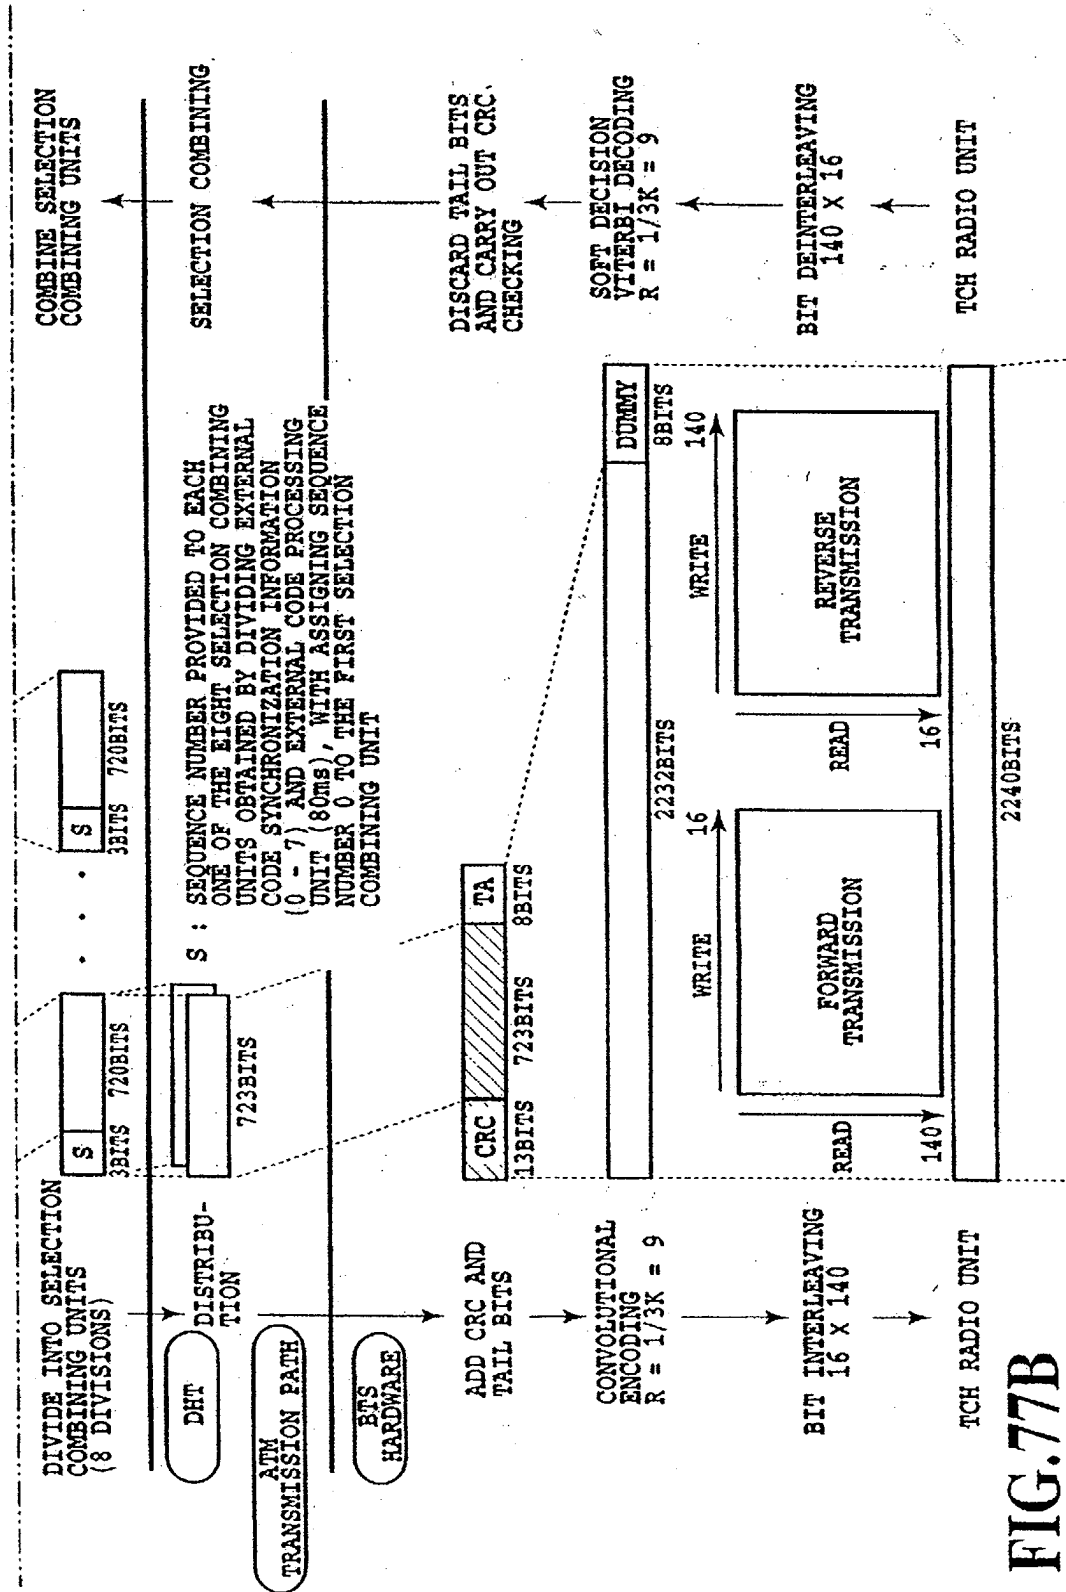 DIVIDE INTO SELECTION
COMBINING UNITS
(8 DIVISIONS)
S
3BITS 720BITS
. . .
S
3BITS 720BITS
COMBINE SELECTION
COMBINING UNITS
DHT
DISTRIBU-
TION
723BITS
S : SEQUENCE NUMBER PROVIDED TO EACH
ONE OF THE EIGHT SELECTION COMBINING
UNITS OBTAINED BY DIVIDING EXTERNAL
CODE SYNCHRONIZATION INFORMATION
(0 - 7) AND EXTERNAL CODE PROCESSING
UNIT (80ms), WITH ASSIGNING SEQUENCE
NUMBER 0 TO THE FIRST SELECTION
COMBINING UNIT
SELECTION COMBINING
ATM
TRANSMISSION PATH
BTS
HARDWARE
ADD CRC AND
TAIL BITS
CRC
TA
13BITS 723BITS 8BITS
DISCARD TAIL BITS
AND CARRY OUT CRC
CHECKING
CONVOLUTIONAL
ENCODING
R = 1/3K = 9
DUMMY
2232BITS
8BITS
SOFT DECISION
VITERBI DECODING
R = 1/3K = 9
BIT INTERLEAVING
16 X 140
WRITE
16
READ
140
FORWARD
TRANSMISSION
WRITE
140
READ
16
REVERSE
TRANSMISSION
BIT DEINTERLEAVING
140 X 16
TCH RADIO UNIT
2240BITS
TCH RADIO UNIT
FIG.77B